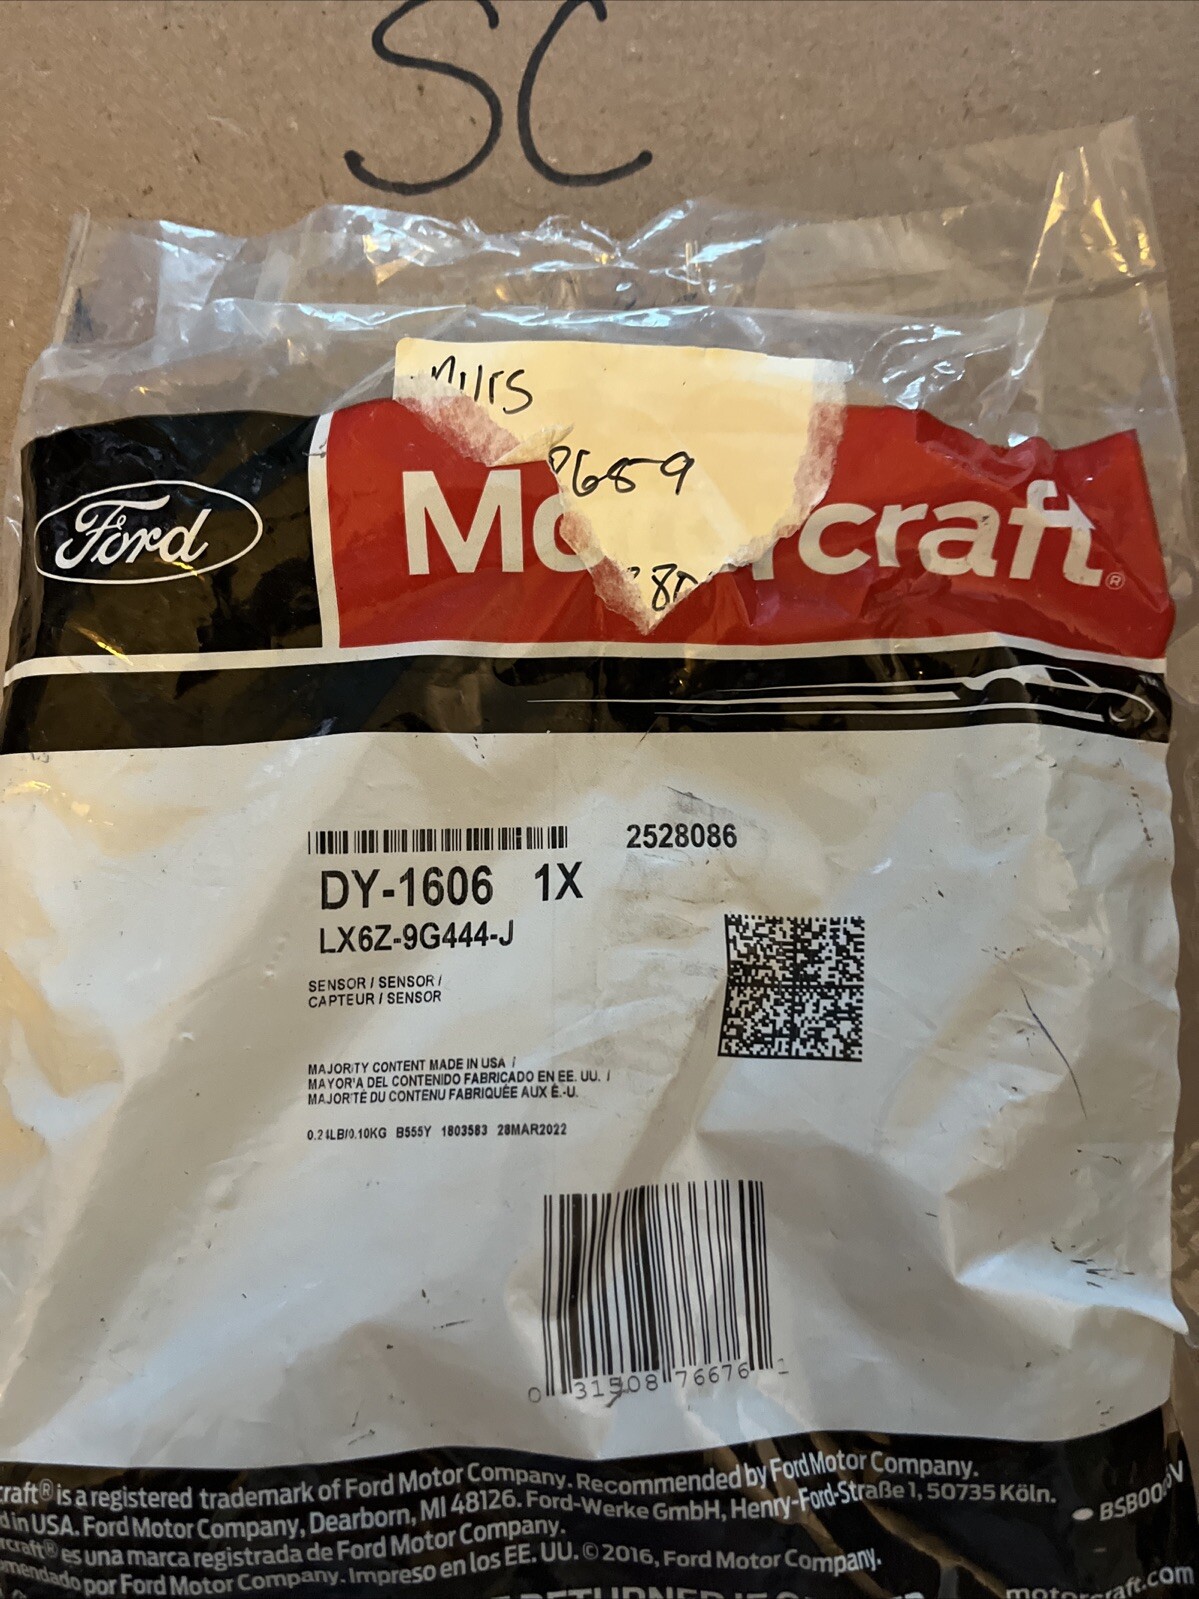 SC
Ford
craft®
8659
DY-1606 1X
2528086
LX6Z-9G444-J
SENSOR / SENSOR /
CAPTEUR / SENSOR
MAJORITY CONTENT MADE IN USA /
MAYORÍA DEL CONTENIDO FABRICADO EN EE. UU. /
MAJORITÉ DU CONTENU FABRIQUÉE AUX É.-U.
0.24LB/0.10KG B555Y 1803583 28MAR2022
0 31508 76676 1
craft® is a registered trademark of Ford Motor Company. Recommended by Ford Motor Company.
d in USA. Ford Motor Company, Dearborn, MI 48126. Ford-Werke GmbH, Henry-Ford-Straße 1, 50735 Köln.
rcraft® es una marca registrada de Ford Motor Company.
mendado por Ford Motor Company. Impreso en los EE. UU. © 2016, Ford Motor Company.
motorcraft.com